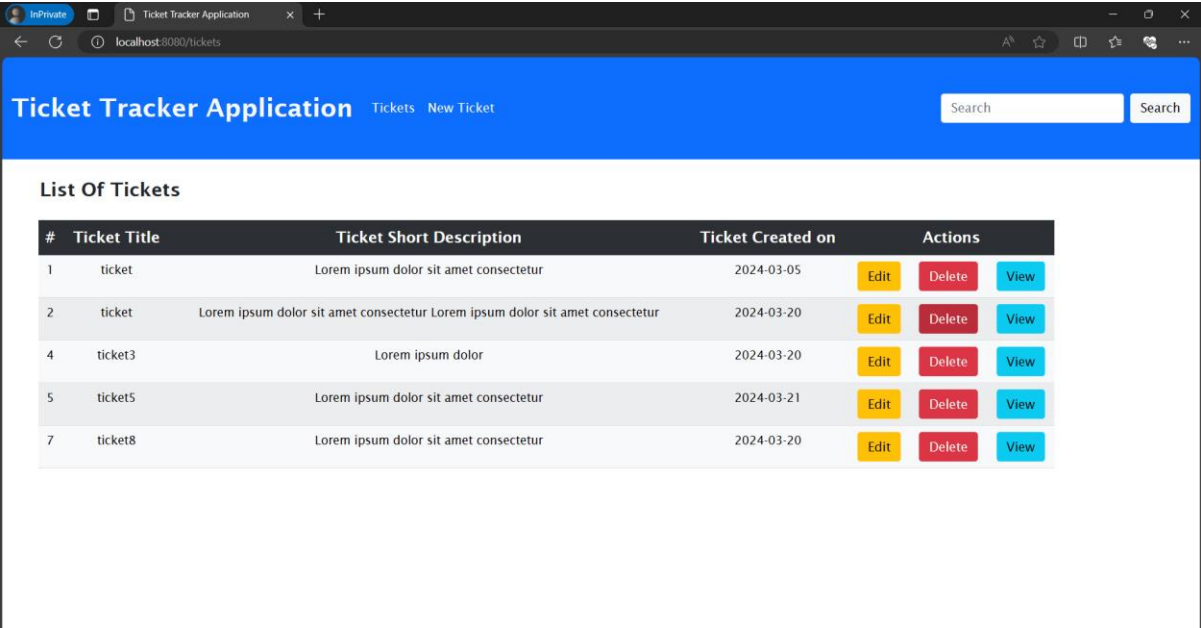 InPrivate Ticket Tracker Application
localhost:8080/tickets
Ticket Tracker Application Tickets New Ticket Search Search
List Of Tickets
# Ticket Title Ticket Short Description Ticket Created on Actions
1 ticket Lorem ipsum dolor sit amet consectetur 2024-03-05 Edit Delete View
2 ticket Lorem ipsum dolor sit amet consectetur Lorem ipsum dolor sit amet consectetur 2024-03-20 Edit Delete View
4 ticket3 Lorem ipsum dolor 2024-03-20 Edit Delete View
5 ticket5 Lorem ipsum dolor sit amet consectetur 2024-03-21 Edit Delete View
7 ticket8 Lorem ipsum dolor sit amet consectetur 2024-03-20 Edit Delete View